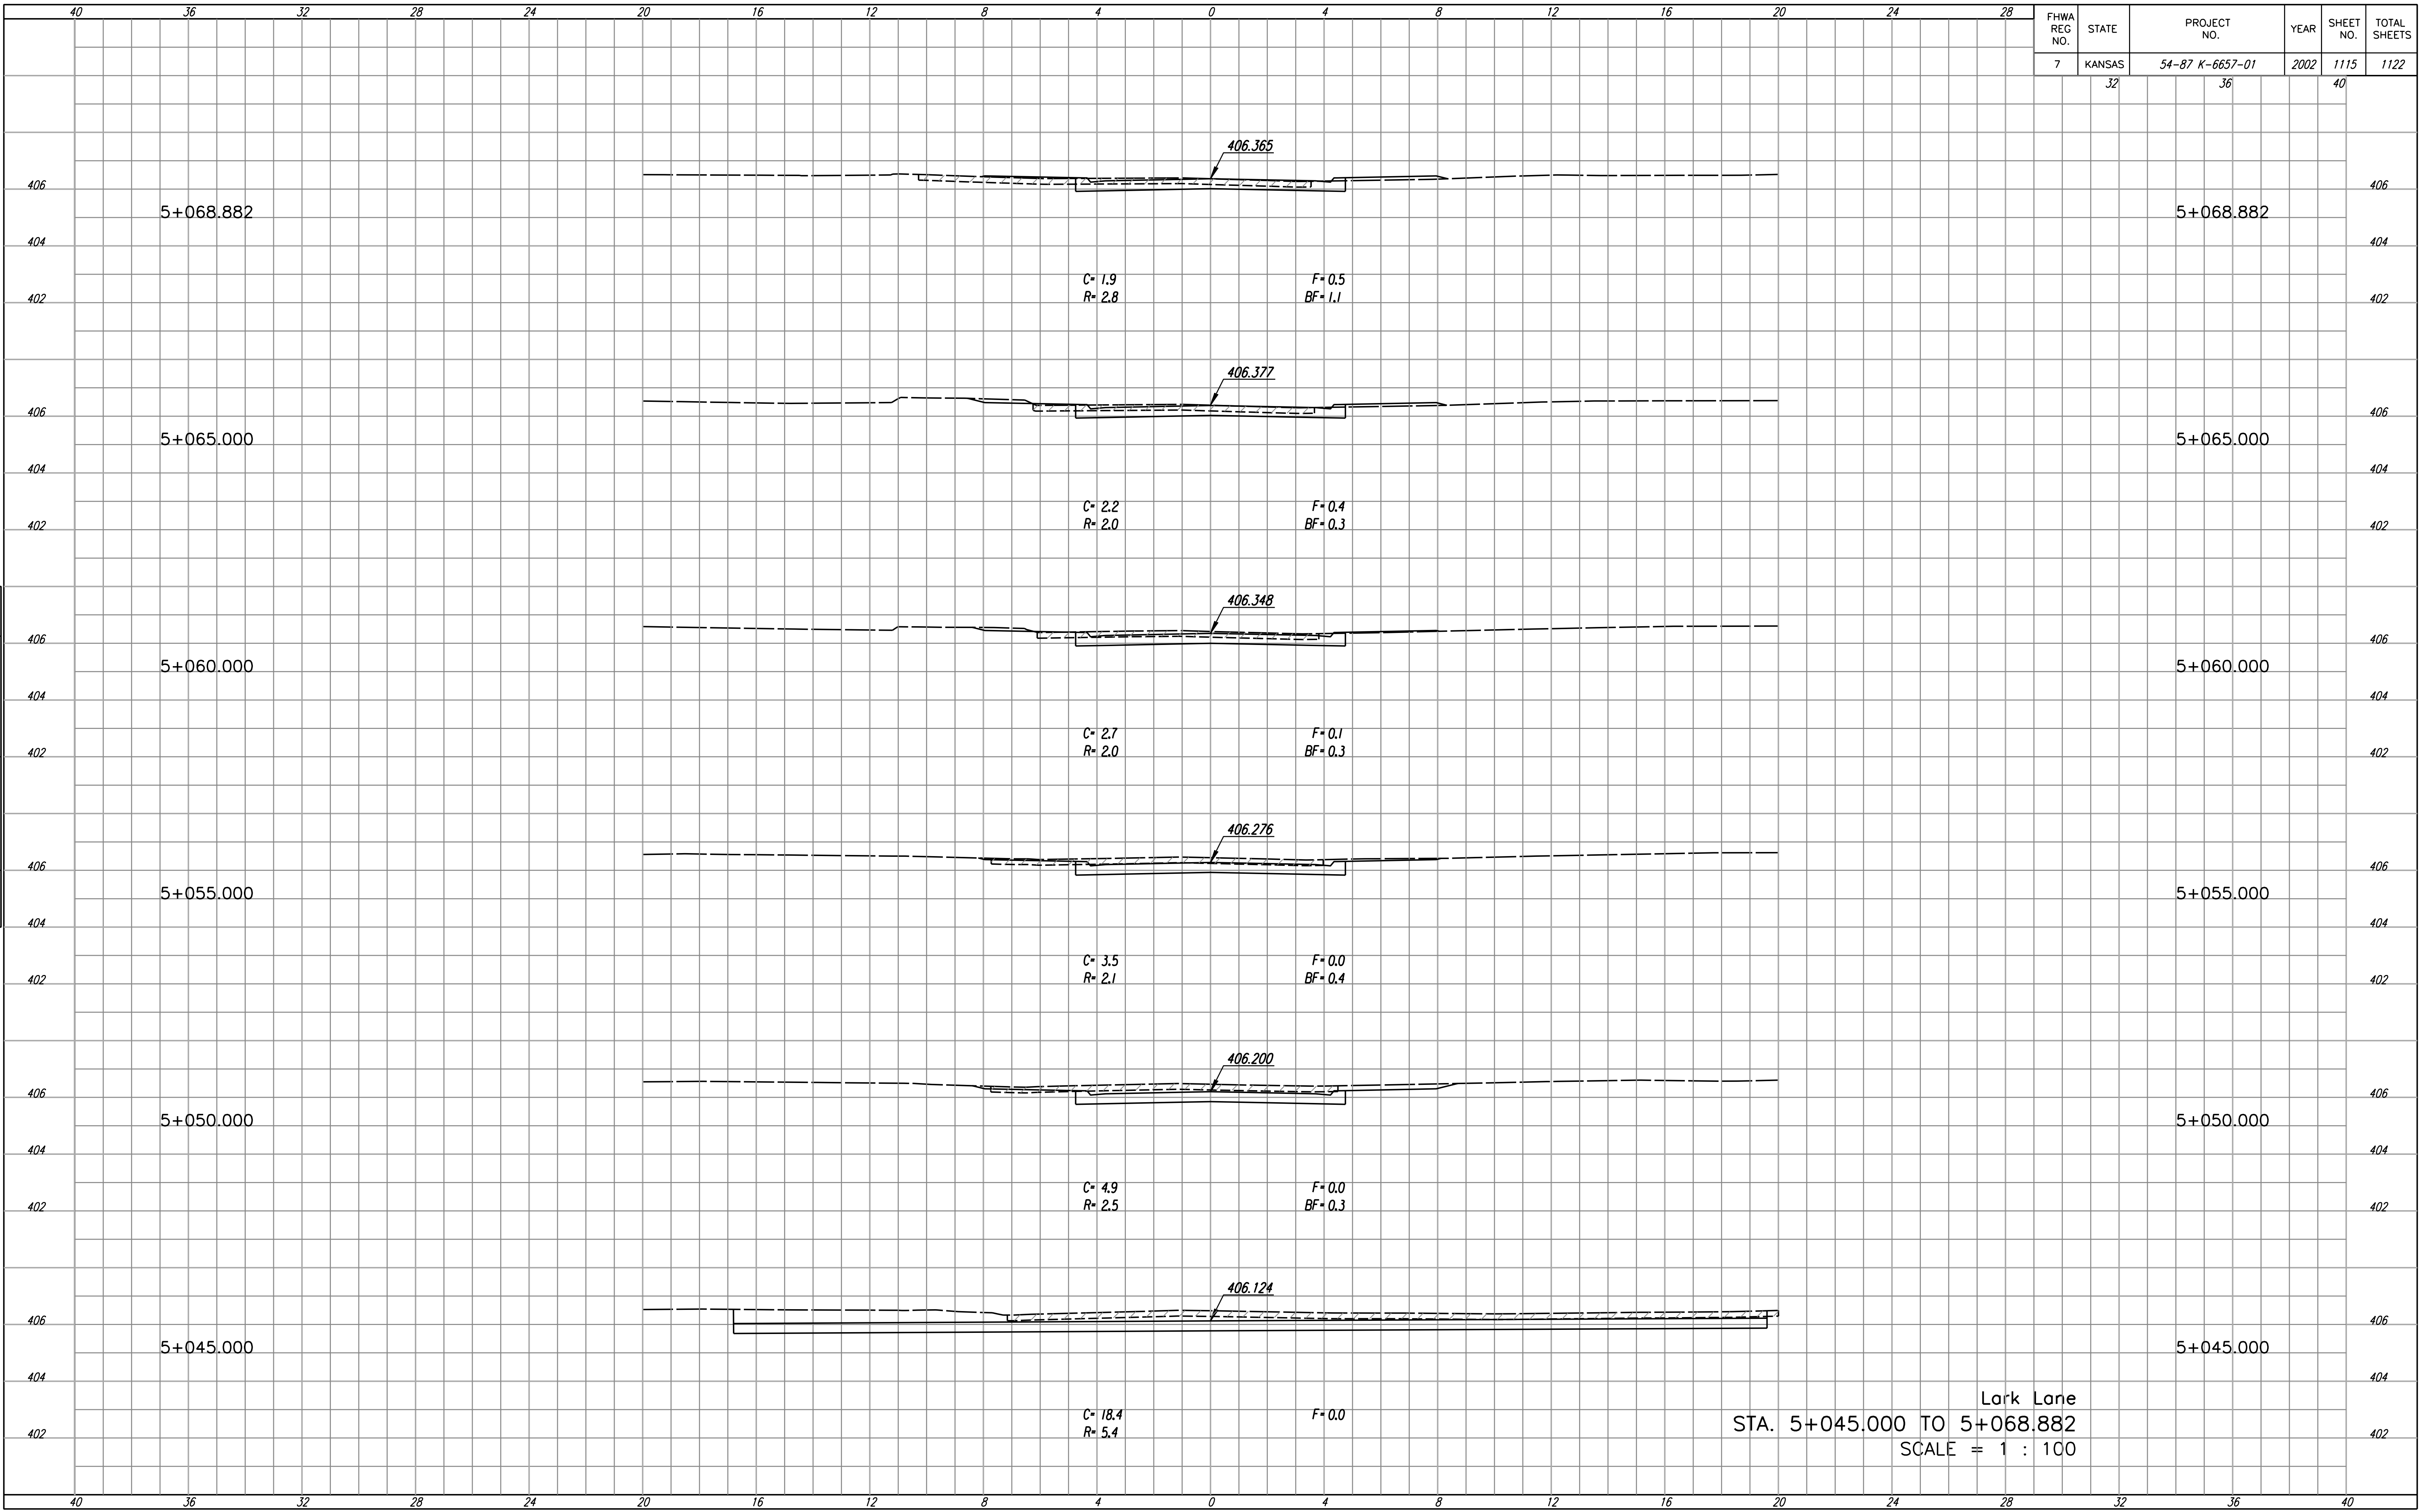 40 36 32 28 24 20 16 12 8 4 0 4 8 12 16 20 24 28
FHWA REG NO. STATE PROJECT NO. YEAR SHEET NO. TOTAL SHEETS
7 KANSAS 54-87 K-6657-01 2002 1115 1122
32 36 40
406.365
406 406
5+068.882 5+068.882
404 404
C= 1.9 F= 0.5
R= 2.8 BF= 1.1
402 402
406.377
406 406
5+065.000 5+065.000
404 404
C= 2.2 F= 0.4
R= 2.0 BF= 0.3
402 402
406.348
406 406
5+060.000 5+060.000
404 404
C= 2.7 F= 0.1
R= 2.0 BF= 0.3
402 402
406.276
406 406
5+055.000 5+055.000
404 404
C= 3.5 F= 0.0
R= 2.1 BF= 0.4
402 402
406.200
406 406
5+050.000 5+050.000
404 404
C= 4.9 F= 0.0
R= 2.5 BF= 0.3
402 402
406.124
406 406
5+045.000 5+045.000
404 404
C= 18.4 F= 0.0
R= 5.4
402 402
Lark Lane
STA. 5+045.000 TO 5+068.882
SCALE = 1 : 100
40 36 32 28 24 20 16 12 8 4 0 4 8 12 16 20 24 28 32 36 40